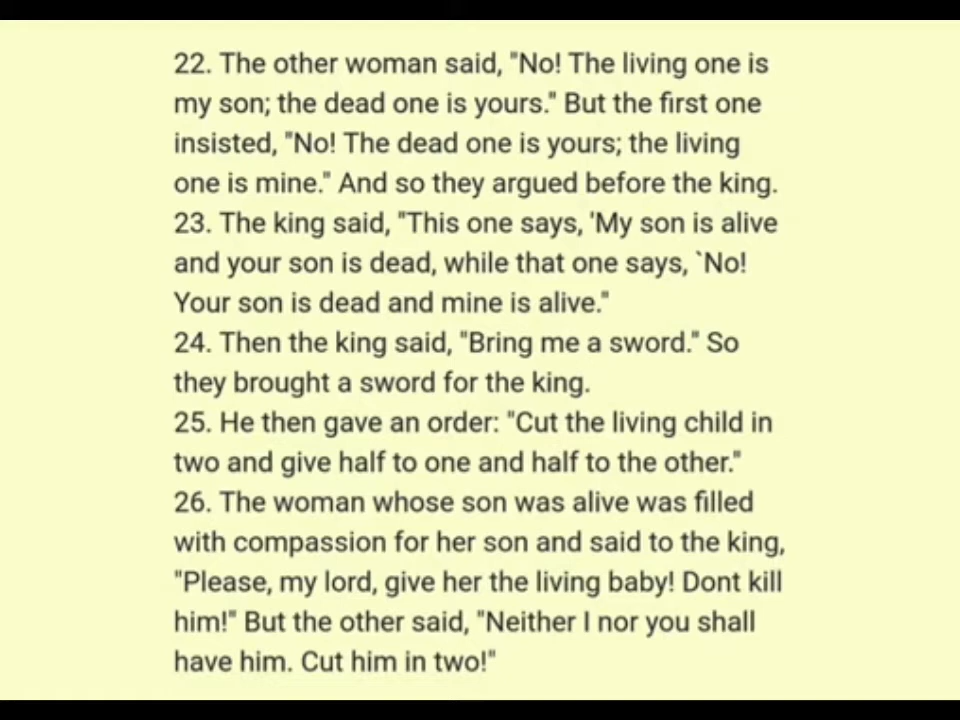 22. The other woman said, "No! The living one is
my son; the dead one is yours." But the first one
insisted, "No! The dead one is yours; the living
one is mine." And so they argued before the king.
23. The king said, "This one says, 'My son is alive
and your son is dead, while that one says, `No!
Your son is dead and mine is alive."
24. Then the king said, "Bring me a sword." So
they brought a sword for the king.
25. He then gave an order: "Cut the living child in
two and give half to one and half to the other."
26. The woman whose son was alive was filled
with compassion for her son and said to the king,
"Please, my lord, give her the living baby! Dont kill
him!" But the other said, "Neither I nor you shall
have him. Cut him in two!"